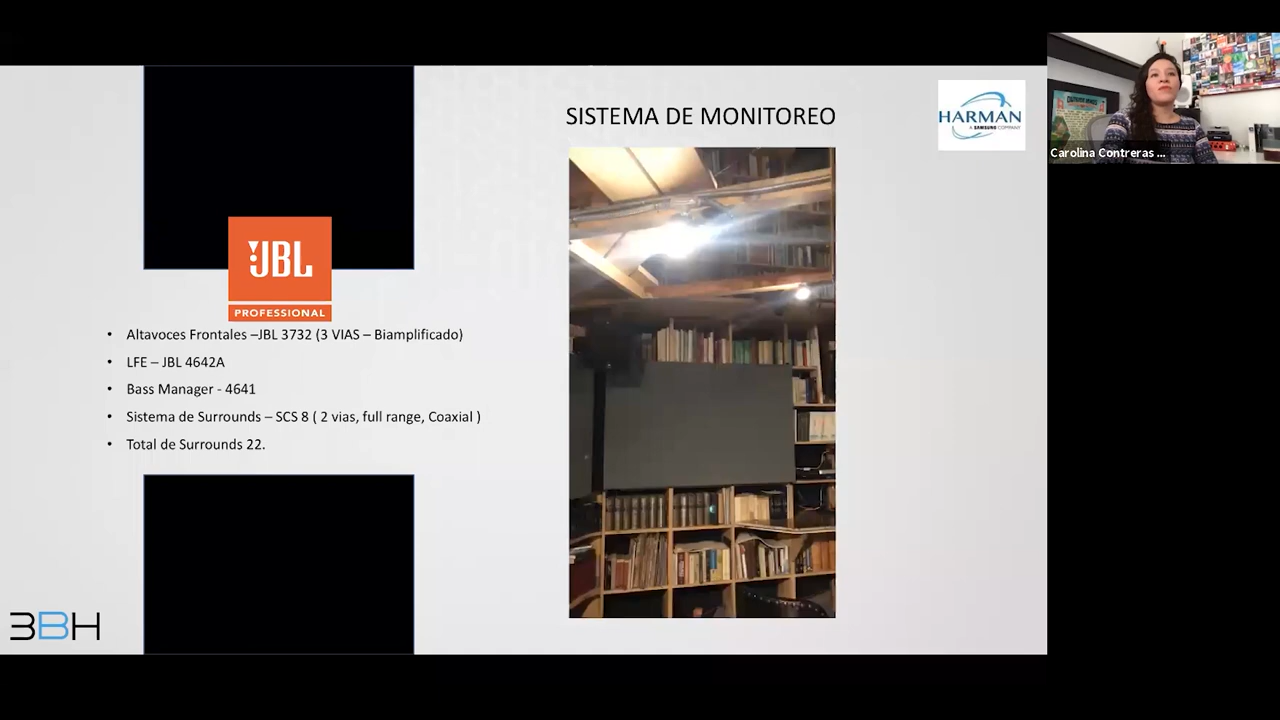 SISTEMA DE MONITOREO
HARMAN
A SAMSUNG COMPANY
Carolina Contreras ...
JBL
PROFESSIONAL
• Altavoces Frontales –JBL 3732 (3 VIAS – Biamplificado)
• LFE – JBL 4642A
• Bass Manager - 4641
• Sistema de Surrounds – SCS 8 ( 2 vias, full range, Coaxial )
• Total de Surrounds 22.
3BH